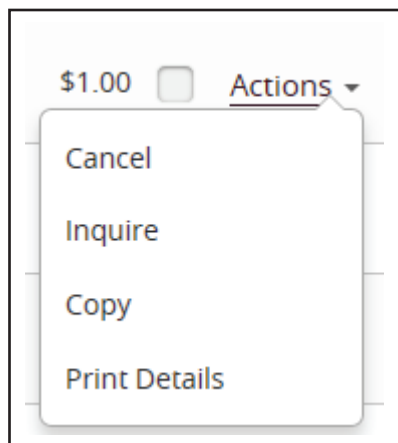 $1.00 Actions
Cancel
Inquire
Copy
Print Details